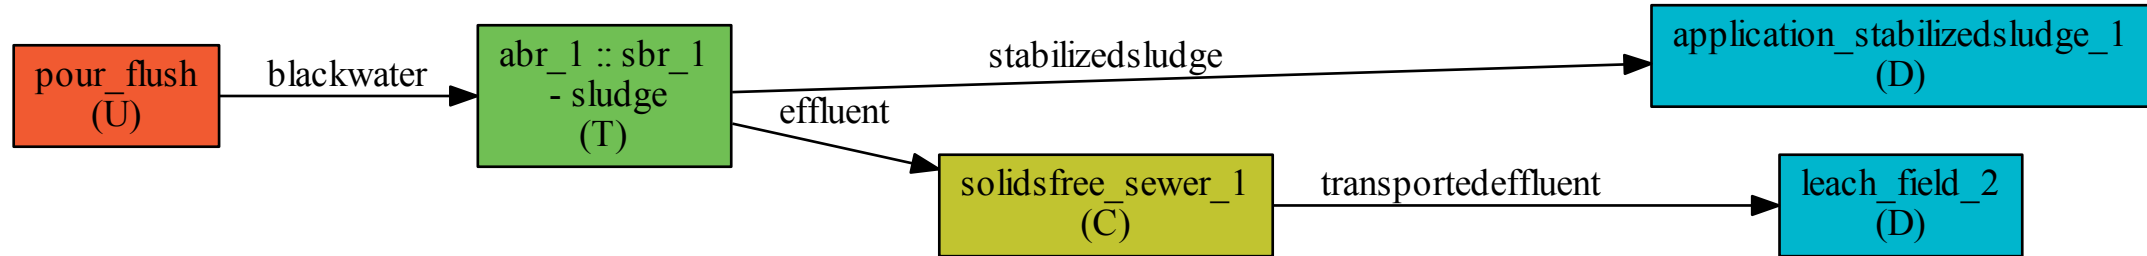 pour_flush
(U)
blackwater
abr_1 :: sbr_1
- sludge
(T)
stabilizedsludge
effluent
application_stabilizedsludge_1
(D)
solidsfree_sewer_1
(C)
transportedeffluent
leach_field_2
(D)